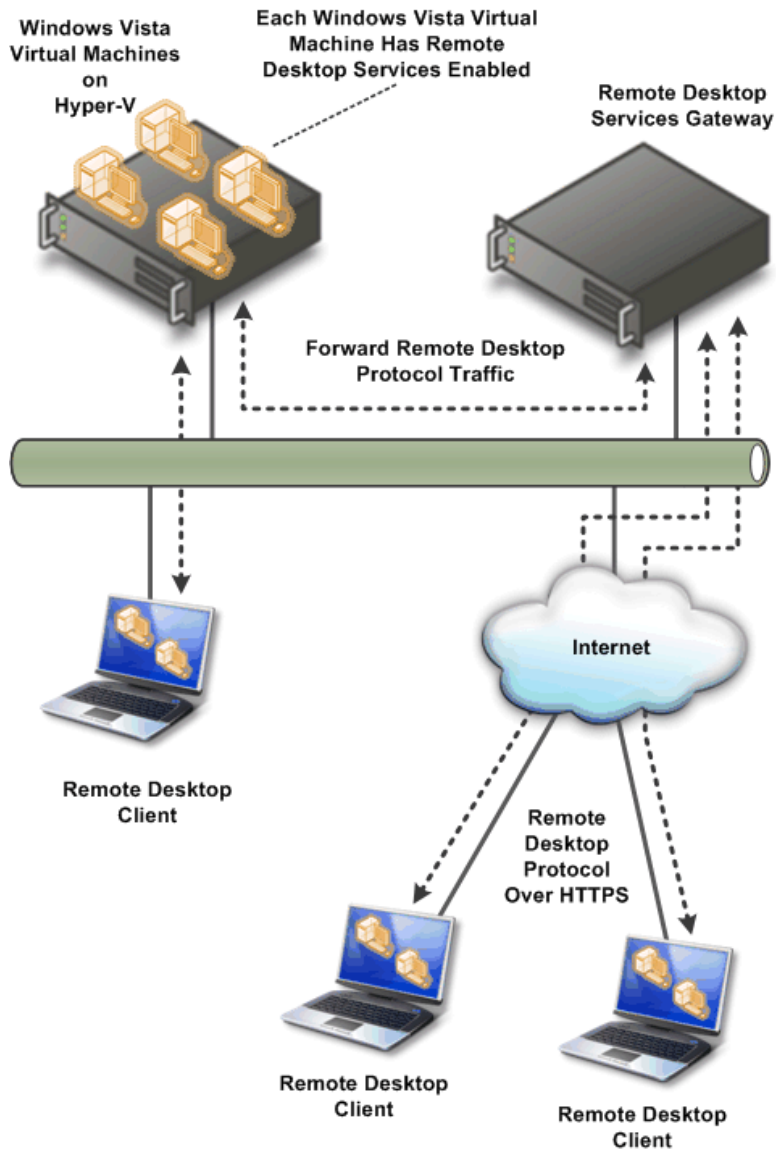 Windows Vista
Virtual Machines
on
Hyper-V
Each Windows Vista Virtual
Machine Has Remote
Desktop Services Enabled
Remote Desktop
Services Gateway
Forward Remote Desktop
Protocol Traffic
Internet
Remote Desktop
Client
Remote
Desktop
Protocol
Over HTTPS
Remote Desktop
Client
Remote Desktop
Client